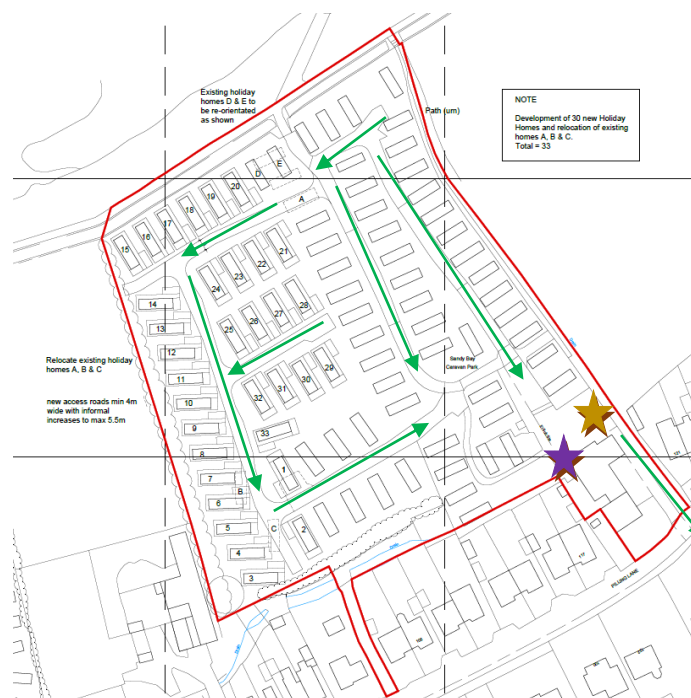 Existing holiday
homes D & E to
be re-orientated
as shown
Path (um)
NOTE
Development of 30 new Holiday
Homes and relocation of existing
homes A, B & C.
Total = 33
E
D
A
20
19
18
17
16
15
21
22
23
24
14
13
12
11
10
9
8
7
6
5
4
3
28
27
26
25
29
30
31
32
33
1
B
C
2
Relocate existing holiday
homes A, B & C
new access roads min 4m
wide with informal
increases to max 5.5m
Sandy Bay
Caravan Park
PILLING LANE